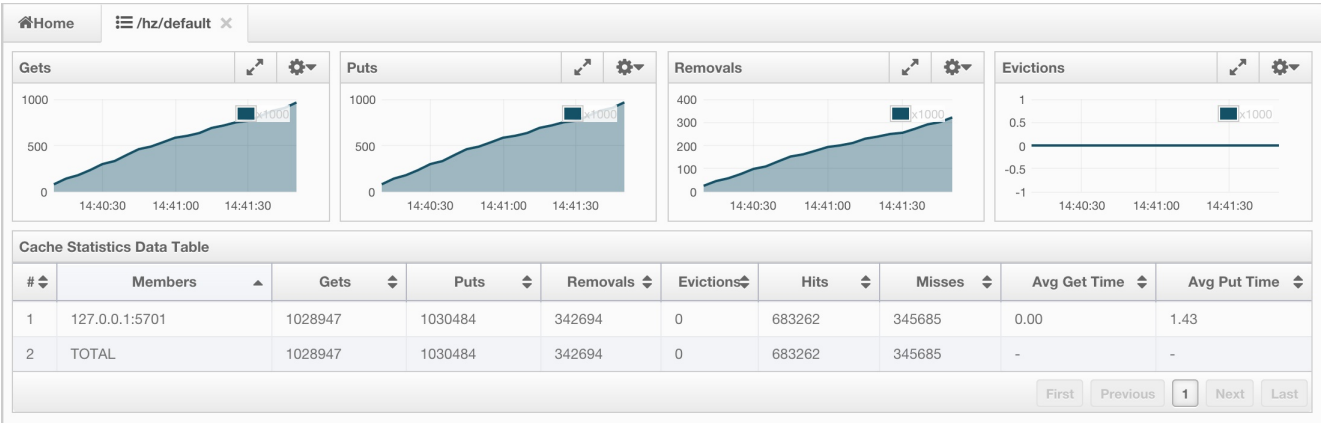 Home /hz/default
Gets Puts Removals Evictions
1000
x1000
500
0
14:40:30 14:41:00 14:41:30
1000
x1000
500
0
14:40:30 14:41:00 14:41:30
400
x1000
300
200
100
0
14:40:30 14:41:00 14:41:30
1
x1000
0.5
0
-0.5
-1
14:40:30 14:41:00 14:41:30
Cache Statistics Data Table
# Members Gets Puts Removals Evictions Hits Misses Avg Get Time Avg Put Time
1 127.0.0.1:5701 1028947 1030484 342694 0 683262 345685 0.00 1.43
2 TOTAL 1028947 1030484 342694 0 683262 345685 - -
First Previous 1 Next Last